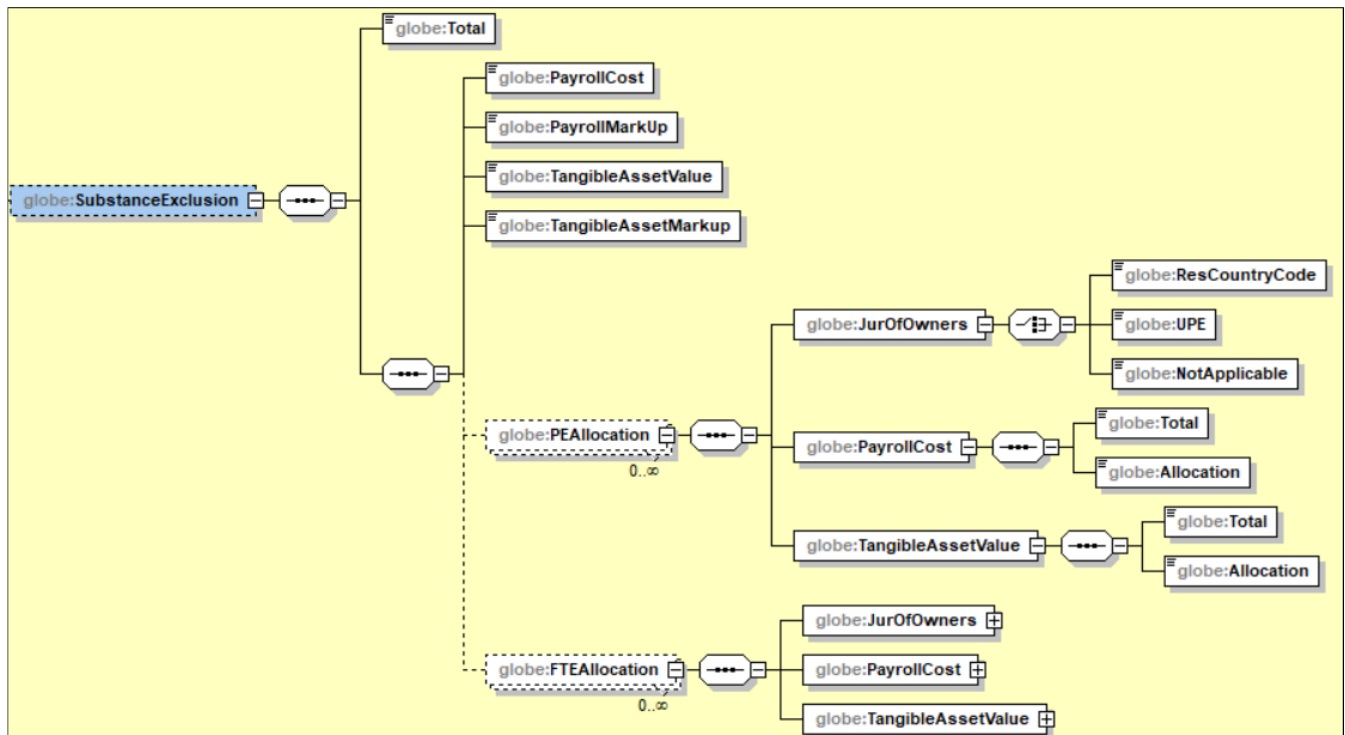 globe:Total
globe:PayrollCost
globe:PayrollMarkUp
globe:TangibleAssetValue
globe:SubstanceExclusion
globe:TangibleAssetMarkup
globe:ResCountryCode
globe:JurOfOwners
globe:UPE
globe:NotApplicable
globe:PEAllocation
0..∞
globe:PayrollCost
globe:Total
globe:Allocation
globe:TangibleAssetValue
globe:Total
globe:Allocation
globe:FTEAllocation
0..∞
globe:JurOfOwners
globe:PayrollCost
globe:TangibleAssetValue